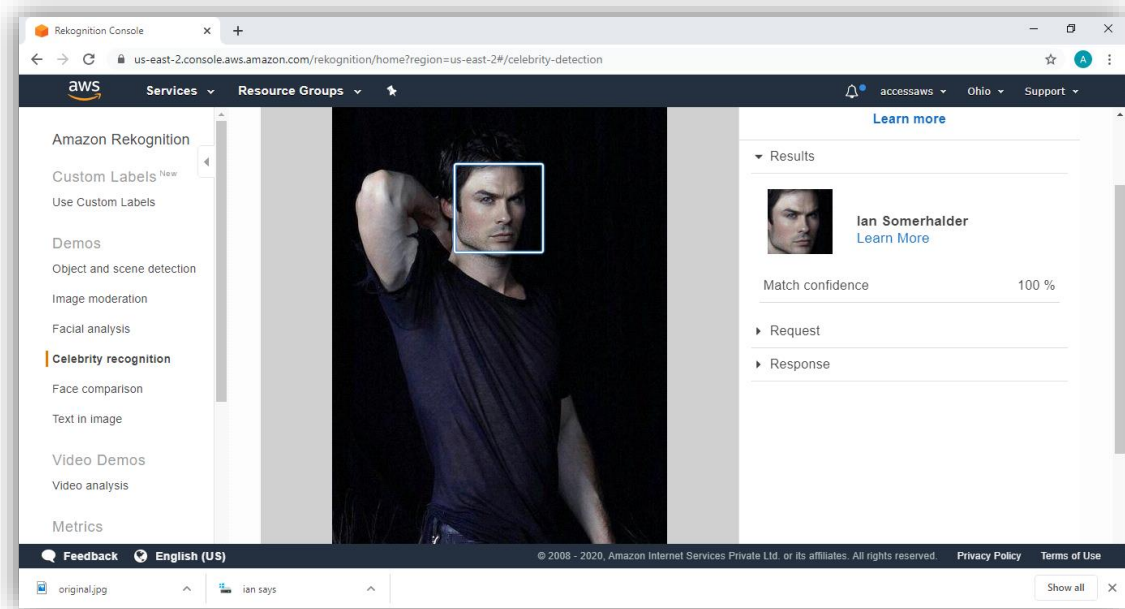 Rekognition Console
us-east-2.console.aws.amazon.com/rekognition/home?region=us-east-2#/celebrity-detection
A
aws Services Resource Groups accessaws Ohio Support
Amazon Rekognition
Custom Labels New
Use Custom Labels
Demos
Object and scene detection
Image moderation
Facial analysis
Celebrity recognition
Face comparison
Text in image
Video Demos
Video analysis
Metrics
Learn more
Results
Ian Somerhalder
Learn More
Match confidence 100 %
Request
Response
Feedback English (US) © 2008 - 2020, Amazon Internet Services Private Ltd. or its affiliates. All rights reserved. Privacy Policy Terms of Use
original.jpg ian says Show all